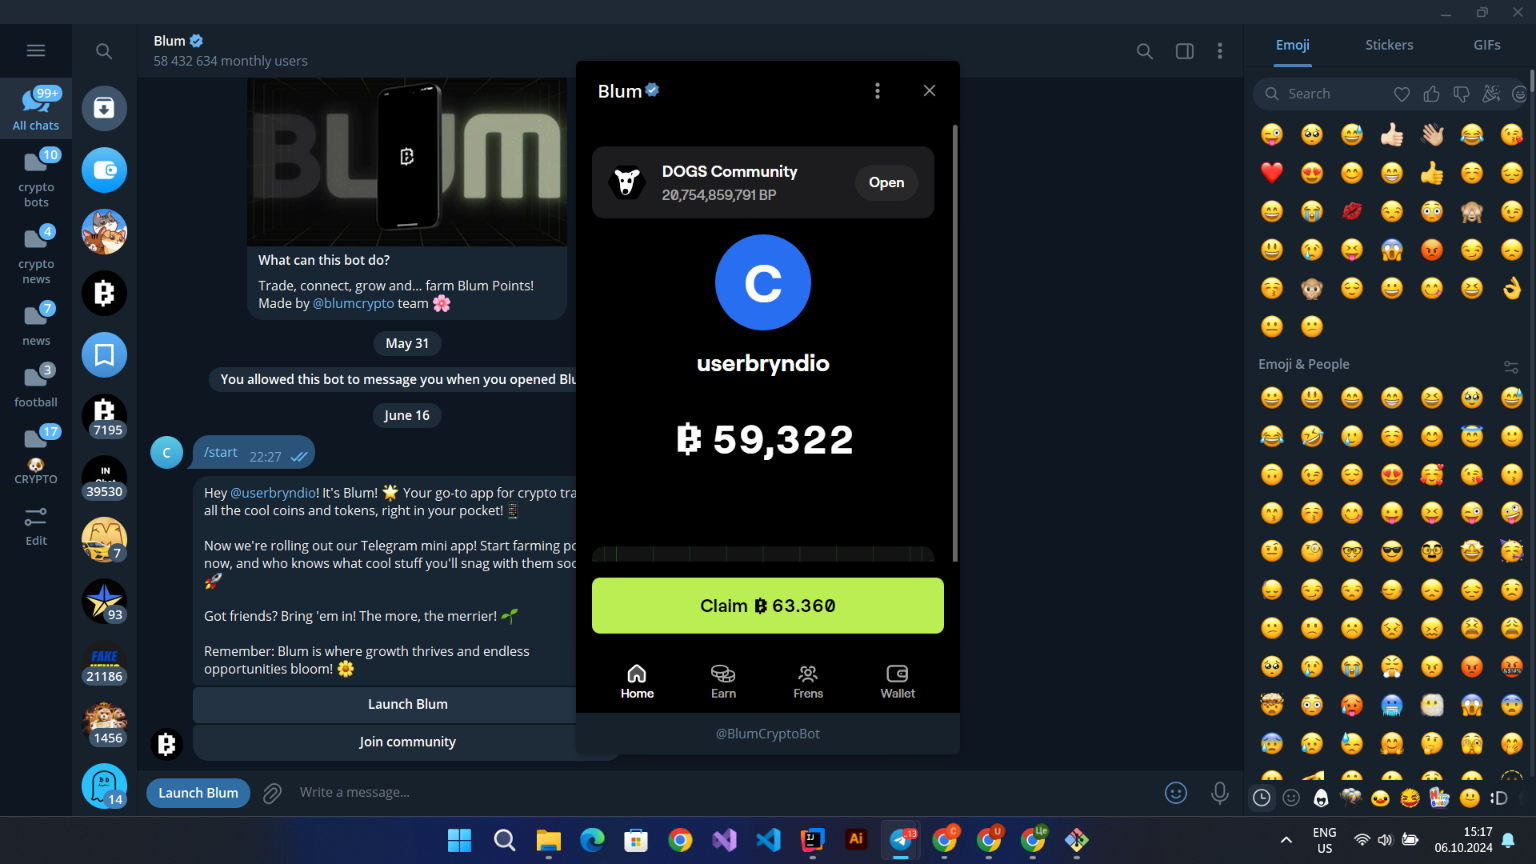 Blum
58 432 634 monthly users
99+
All chats
10
crypto
bots
4
crypto
news
7
news
3
football
17
CRYPTO
Edit
7195
IN
39530
7
93
FAKE
21186
1456
14
BLUM
What can this bot do?
Trade, connect, grow and... farm Blum Points!
Made by @blumcrypto team 🌸
May 31
You allowed this bot to message you when you opened Blu
June 16
C
/start 22:27
Hey @userbryndio! It's Blum! 🌟 Your go-to app for crypto tra
all the cool coins and tokens, right in your pocket! 📱
Now we're rolling out our Telegram mini app! Start farming po
now, and who knows what cool stuff you'll snag with them soo
🚀
Got friends? Bring 'em in! The more, the merrier! 🌱
Remember: Blum is where growth thrives and endless
opportunities bloom! 🌼
Launch Blum
Join community
Launch Blum
Write a message...
Blum
DOGS Community
20,754,859,791 BP
Open
C
userbryndio
59,322
Claim 63.360
Home
Earn
Frens
Wallet
@BlumCryptoBot
Emoji
Stickers
GIFs
Search
Emoji & People
:D
Ai
13
C
U
Це
ENG
US
15:17
06.10.2024